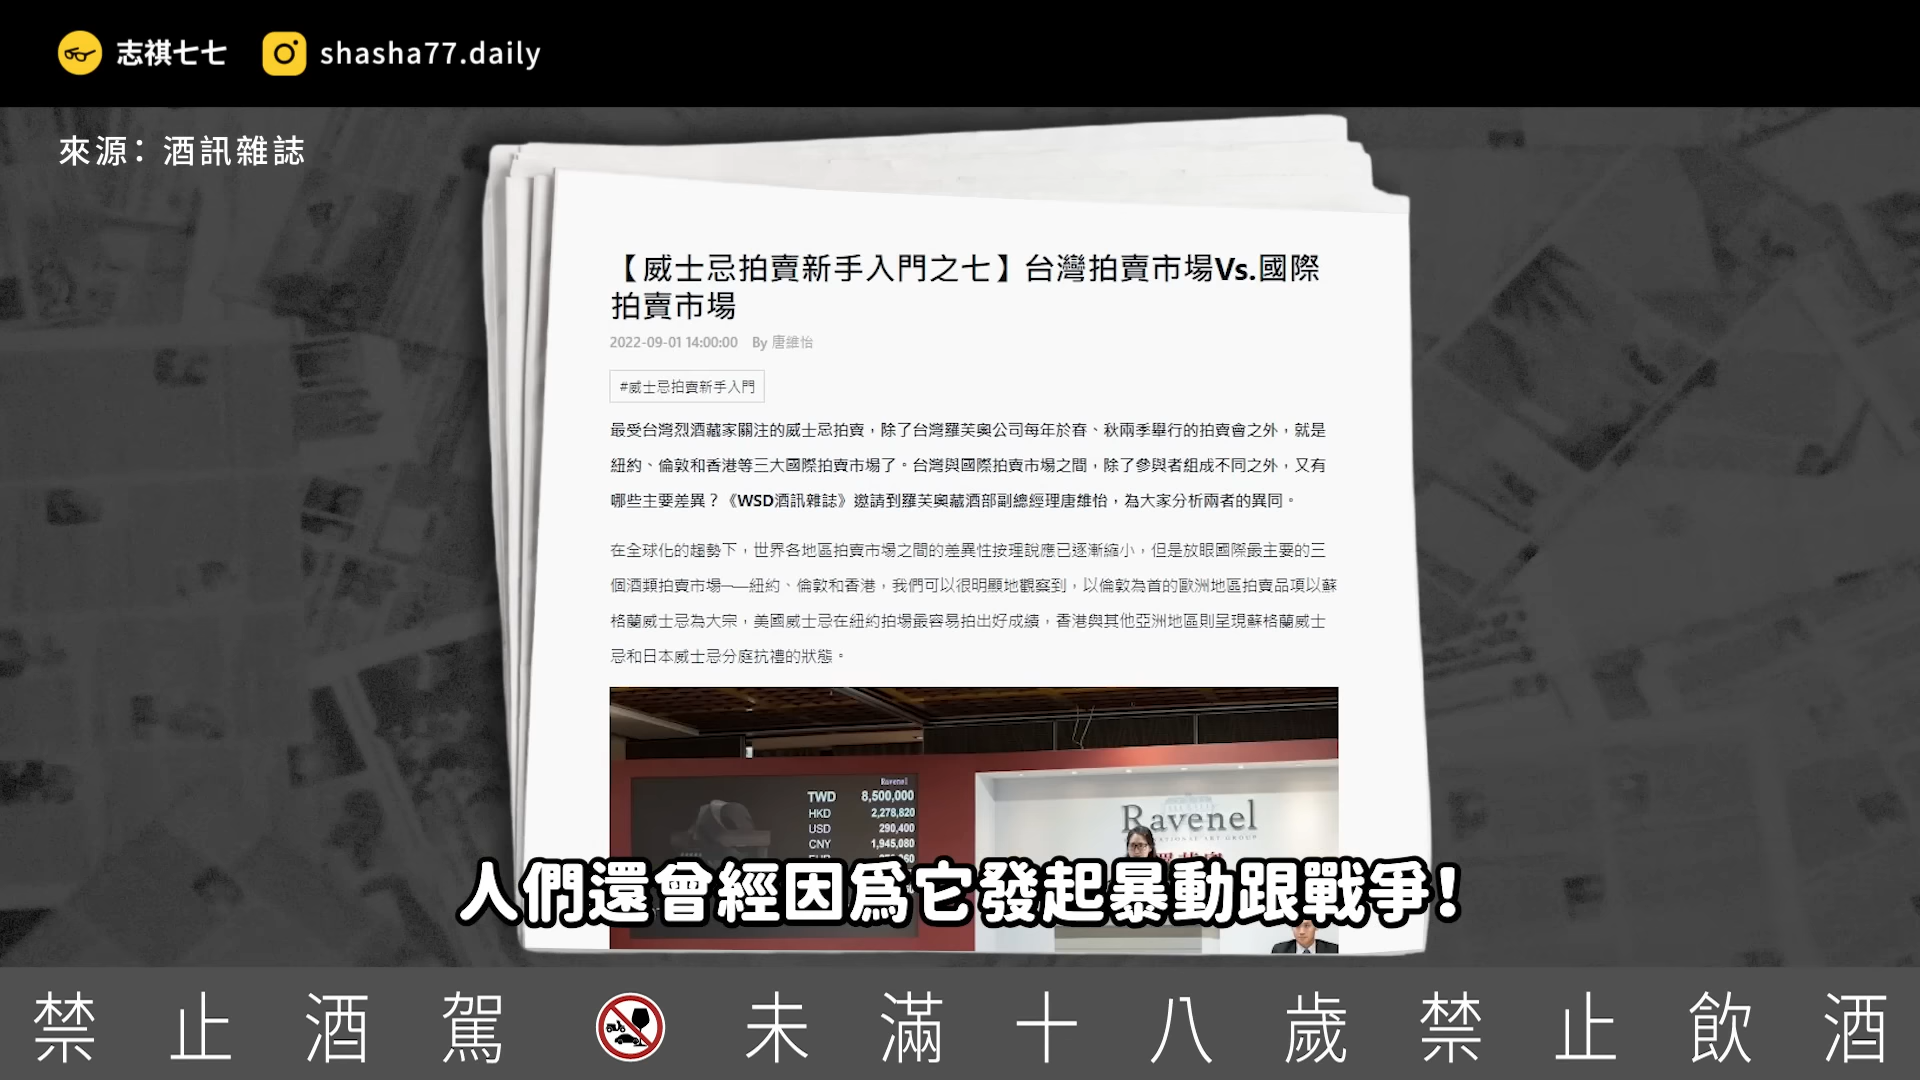 志祺七七 shasha77.daily
來源：酒訊雜誌
【威士忌拍賣新手入門之七】台灣拍賣市場Vs.國際
拍賣市場
2022-09-01 14:00:00 By 唐維怡
#威士忌拍賣新手入門
最受台灣烈酒藏家關注的威士忌拍賣，除了台灣羅芙奧公司每年於春、秋兩季舉行的拍賣會之外，就是
紐約、倫敦和香港等三大國際拍賣市場了。台灣與國際拍賣市場之間，除了參與者組成不同之外，又有
哪些主要差異？《WSD酒訊雜誌》邀請到羅芙奧藏酒部副總經理唐維怡，為大家分析兩者的異同。
在全球化的趨勢下，世界各地區拍賣市場之間的差異性按理說應已逐漸縮小，但是放眼國際最主要的三
個酒類拍賣市場——紐約、倫敦和香港，我們可以很明顯地觀察到，以倫敦為首的歐洲地區拍賣品項以蘇
格蘭威士忌為大宗，美國威士忌在紐約拍場最容易拍出好成績，香港與其他亞洲地區則呈現蘇格蘭威士
忌和日本威士忌分庭抗禮的狀態。
Ravenel
TWD 8,500,000
HKD 2,278,820
USD 290,400
CNY 1,945,080
Ravenel
人們還曾經因為它發起暴動跟戰爭！
禁止酒駕 未滿十八歲禁止飲酒